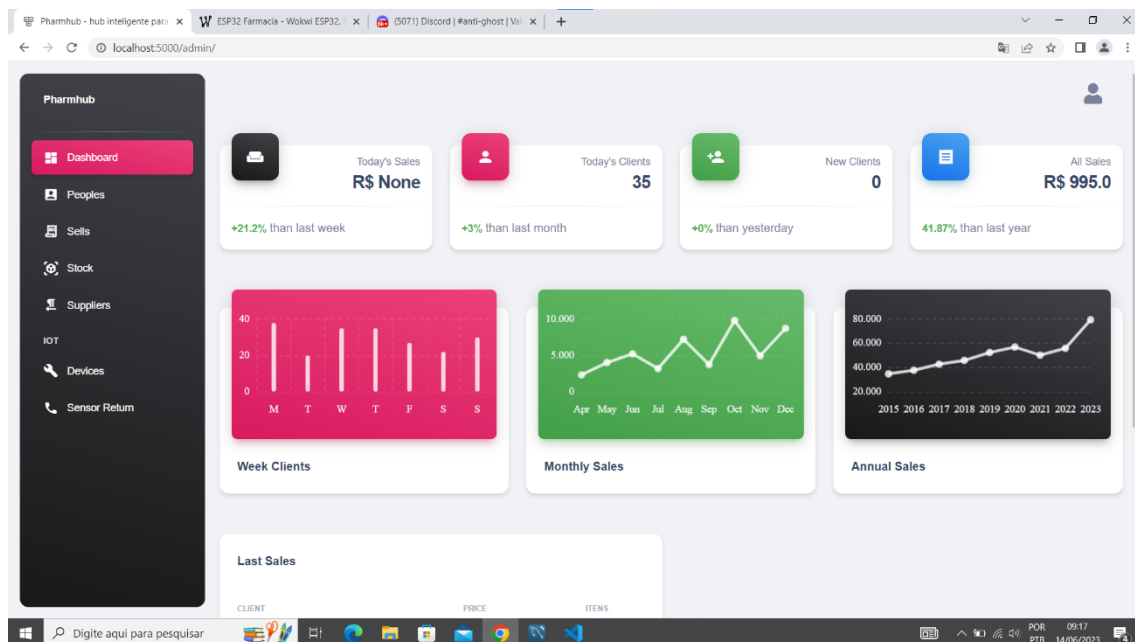 Pharmhub - hub inteligente para
ESP32 Farmacia - Wokwi ESP32, S
(5071) Discord | #anti-ghost | Val
localhost:5000/admin/
Pharmhub
Dashboard
Peoples
Sells
Stock
Suppliers
IOT
Devices
Sensor Return
Today's Sales
R$ None
+21.2% than last week
Today's Clients
35
+3% than last month
New Clients
0
+0% than yesterday
All Sales
R$ 995.0
41.87% than last year
40
20
0
M T W T F S S
Week Clients
10.000
5.000
0
Apr May Jun Jul Aug Sep Oct Nov Dec
Monthly Sales
80.000
60.000
40.000
20.000
2015 2016 2017 2018 2019 2020 2021 2022 2023
Annual Sales
Last Sales
CLIENT PRICE ITENS
Digite aqui para pesquisar
POR
PTB
09:17
14/06/2023